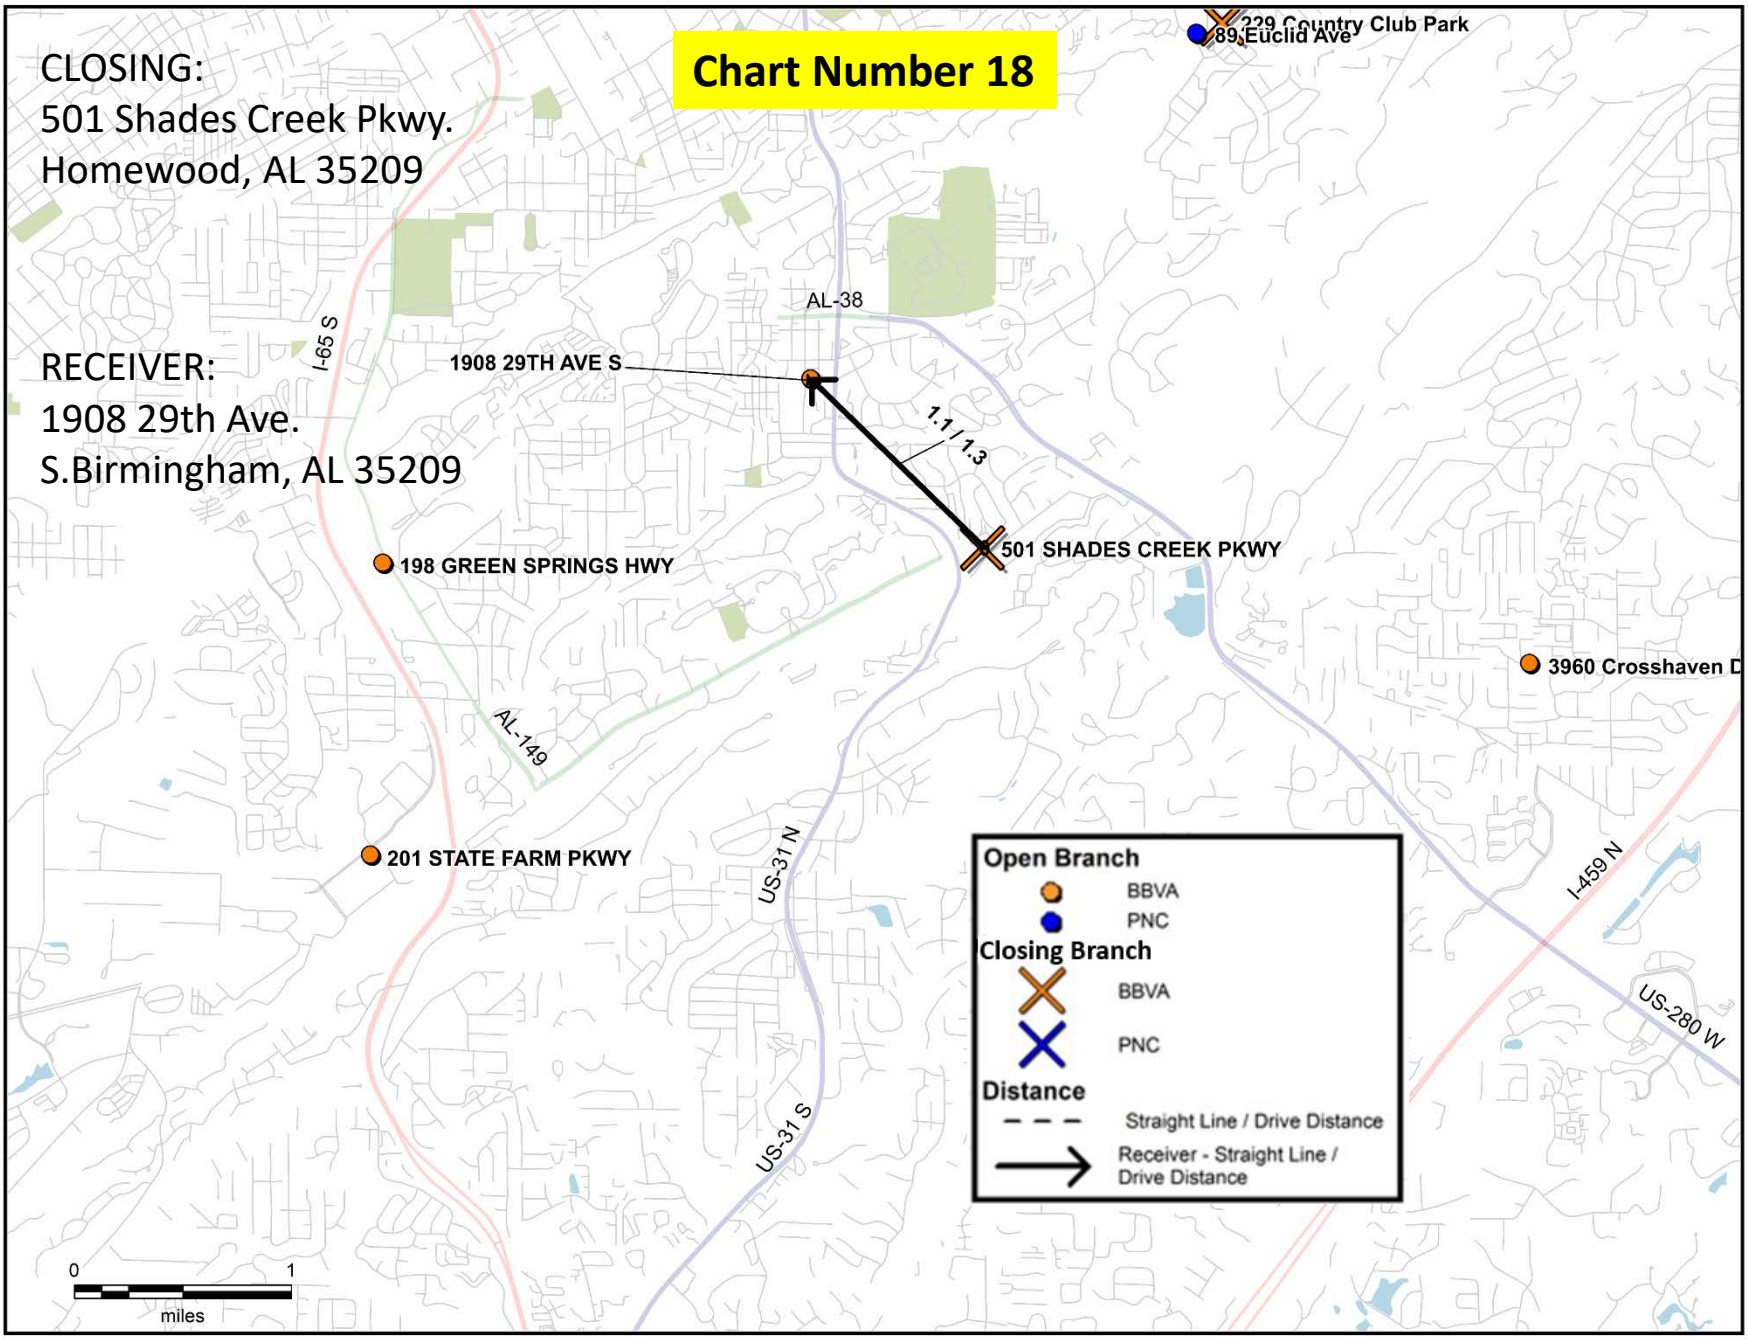 229 Country Club Park
89 Euclid Ave
Chart Number 18
CLOSING:
501 Shades Creek Pkwy.
Homewood, AL 35209
AL-38
I-65 S
RECEIVER:
1908 29th Ave.
S.Birmingham, AL 35209
1908 29TH AVE S
1.1 / 1.3
501 SHADES CREEK PKWY
198 GREEN SPRINGS HWY
3960 Crosshaven D
AL-149
201 STATE FARM PKWY
US-31 N
I-459 N
US-280 W
US-31 S
Open Branch
BBVA
PNC
Closing Branch
BBVA
PNC
Distance
Straight Line / Drive Distance
Receiver - Straight Line /
Drive Distance
0 1
miles